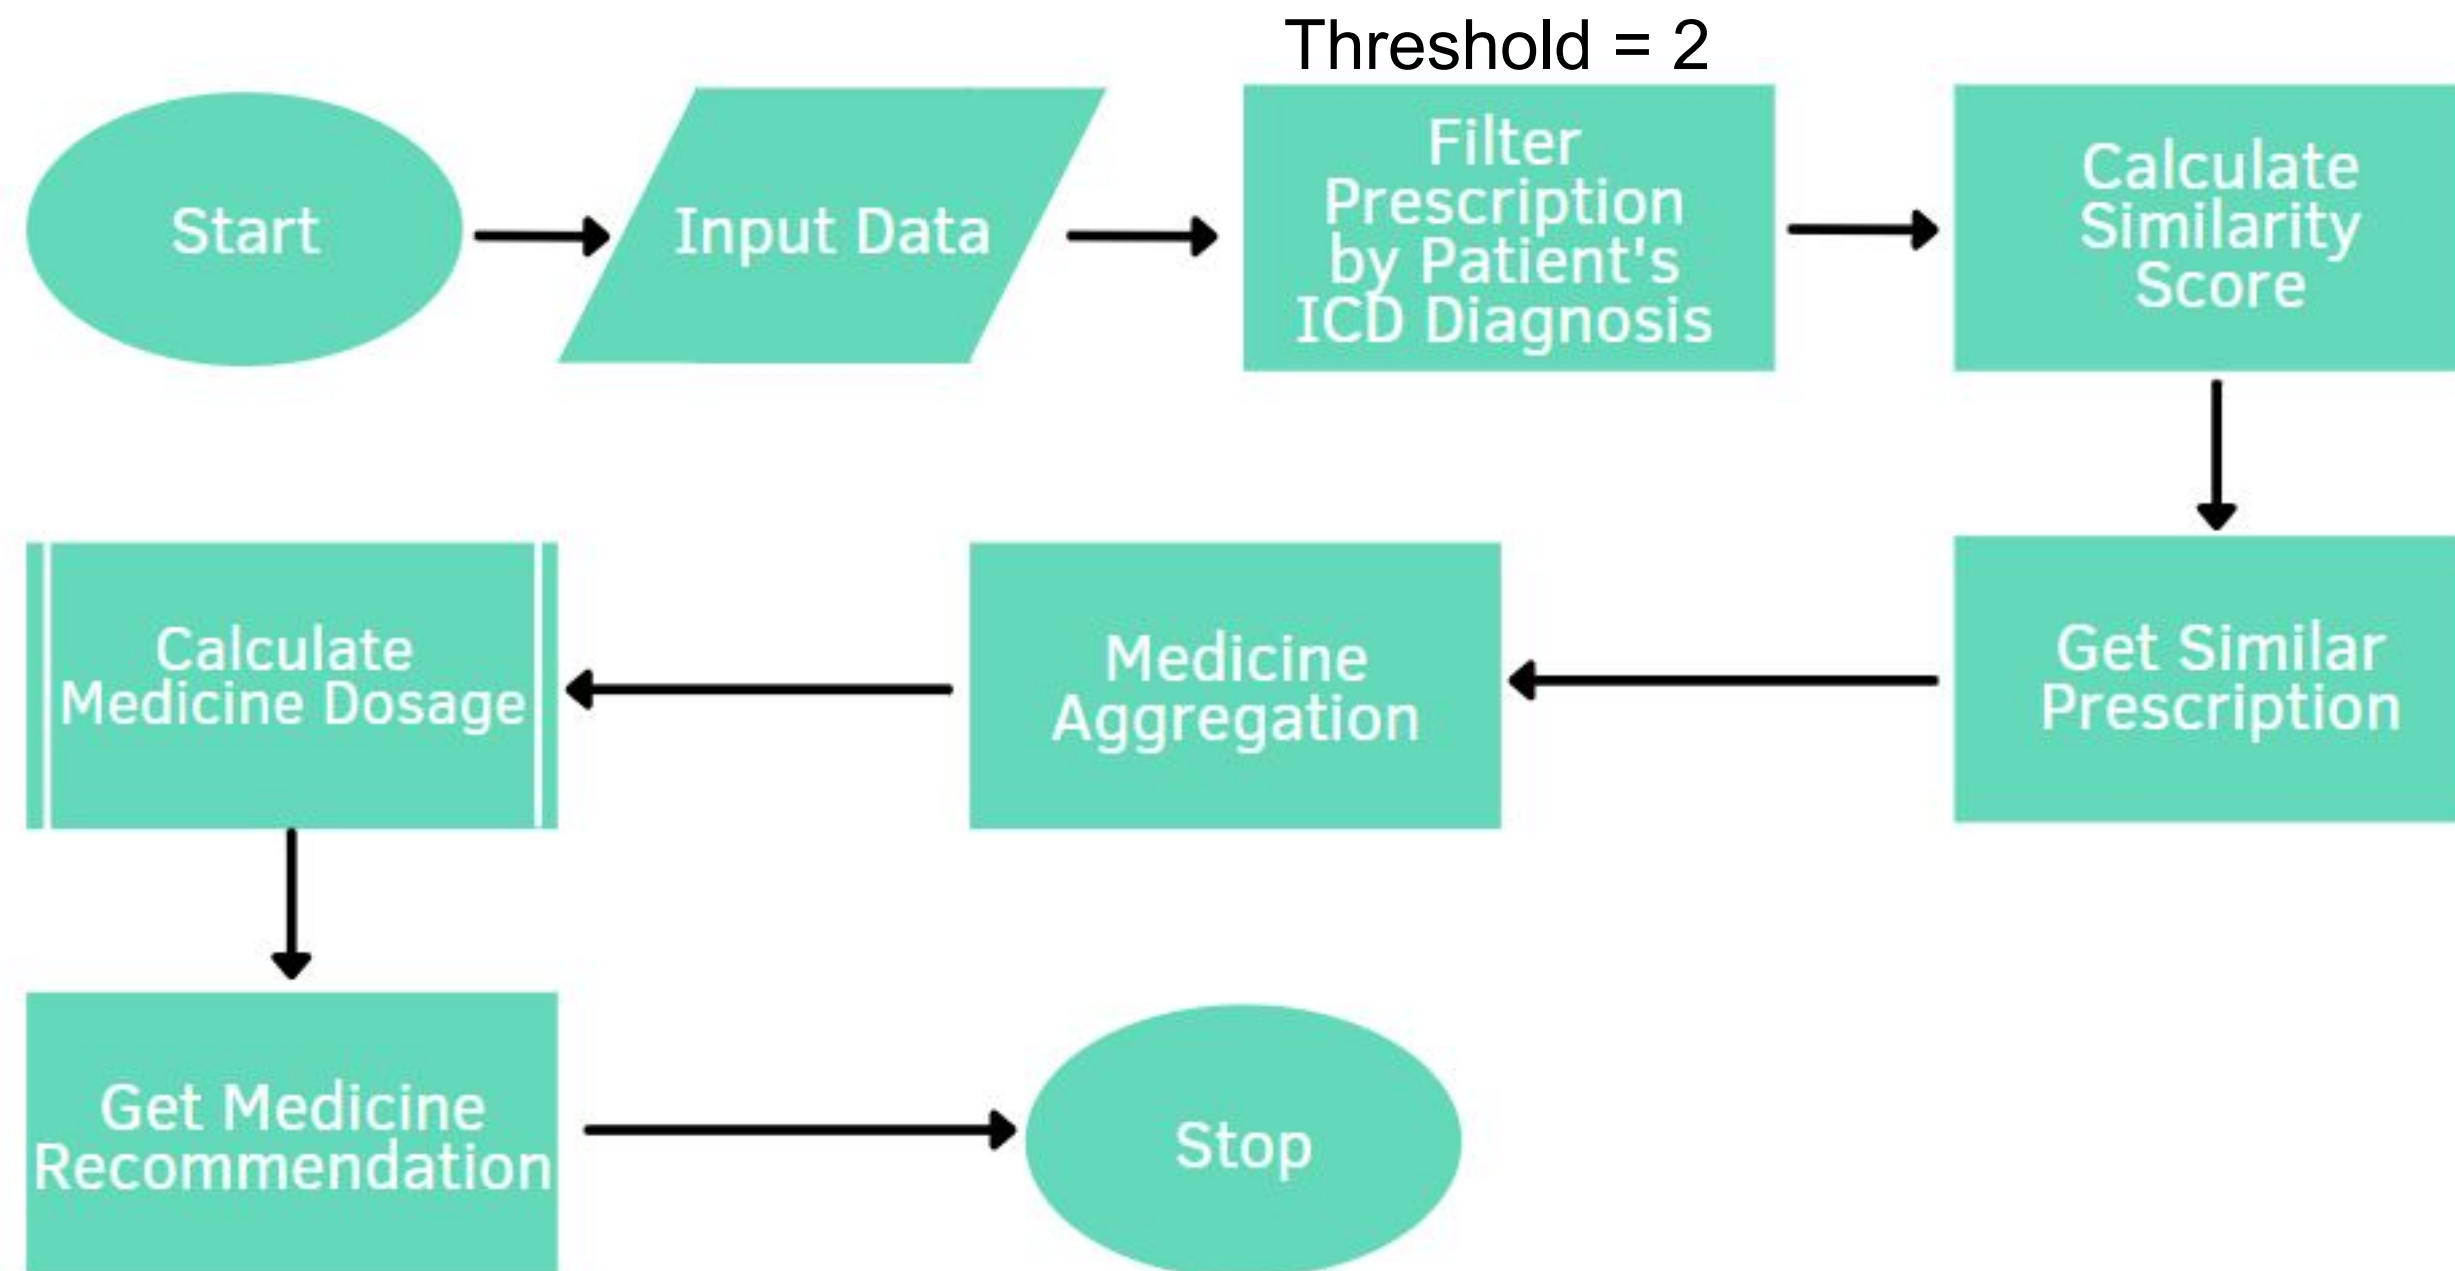 Threshold = 2
Start
Input Data
Filter
Prescription
by Patient's
ICD Diagnosis
Calculate
Similarity
Score
Get Similar
Prescription
Medicine
Aggregation
Calculate
Medicine Dosage
Get Medicine
Recommendation
Stop